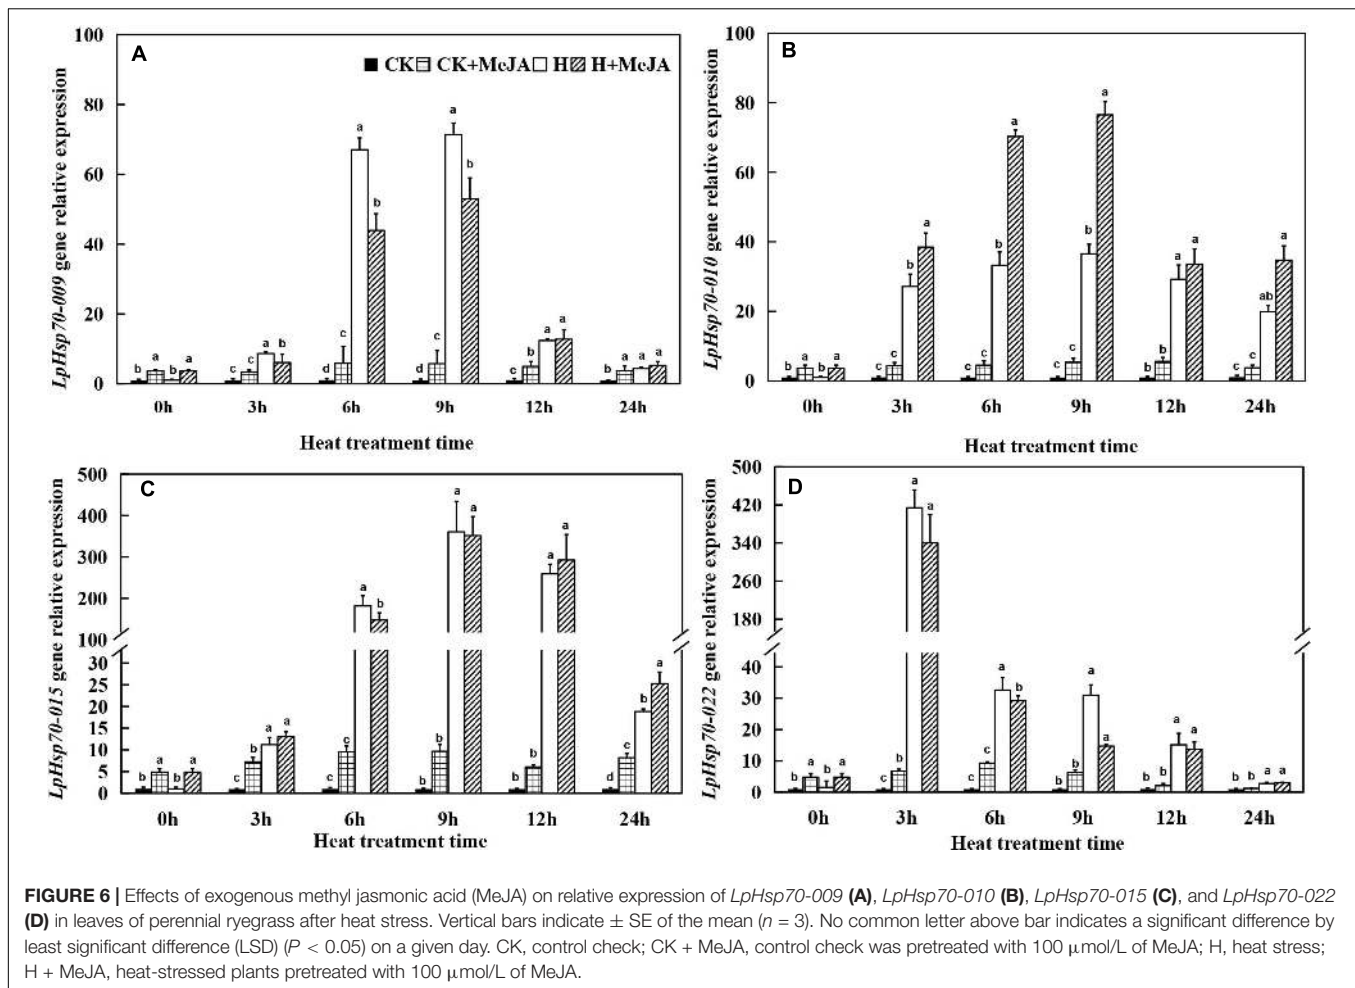 A
CK CK+MeJA H H+MeJA
LpHsp70-009 gene relative expression
100
80
60
40
20
0
b a b a
c c a b
d c a b
d c a b
c b a a
a a a a
0h 3h 6h 9h 12h 24h
Heat treatment time
B
LpHsp70-010 gene relative expression
100
80
60
40
20
0
b a b a
c c b a
c c b a
c c b a
b b a a
c c ab a
0h 3h 6h 9h 12h 24h
Heat treatment time
C
LpHsp70-015 gene relative expression
500
400
300
200
100
30
25
20
15
10
5
0
b a b a
c b a a
c c a b
b b a a
b b a a
d c b a
0h 3h 6h 9h 12h 24h
Heat treatment time
D
LpHsp70-022 gene relative expression
500
420
340
260
180
40
30
20
10
0
b a b a
c b a a
c c a b
b b a a
b b a a
b b a a
0h 3h 6h 9h 12h 24h
Heat treatment time
FIGURE 6 | Effects of exogenous methyl jasmonic acid (MeJA) on relative expression of LpHsp70-009 (A), LpHsp70-010 (B), LpHsp70-015 (C), and LpHsp70-022
(D) in leaves of perennial ryegrass after heat stress. Vertical bars indicate ± SE of the mean (n = 3). No common letter above bar indicates a significant difference by
least significant difference (LSD) (P < 0.05) on a given day. CK, control check; CK + MeJA, control check was pretreated with 100 μmol/L of MeJA; H, heat stress;
H + MeJA, heat-stressed plants pretreated with 100 μmol/L of MeJA.